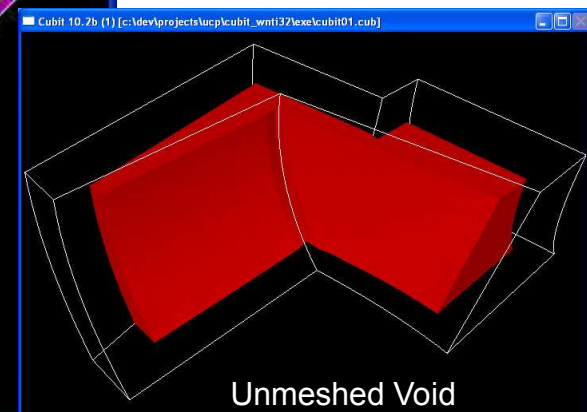 Cubit 10.2b (1) [c:\dev\projects\ucp\cubit_wnti32\exe\cubit01.cub]
Unmeshed Void